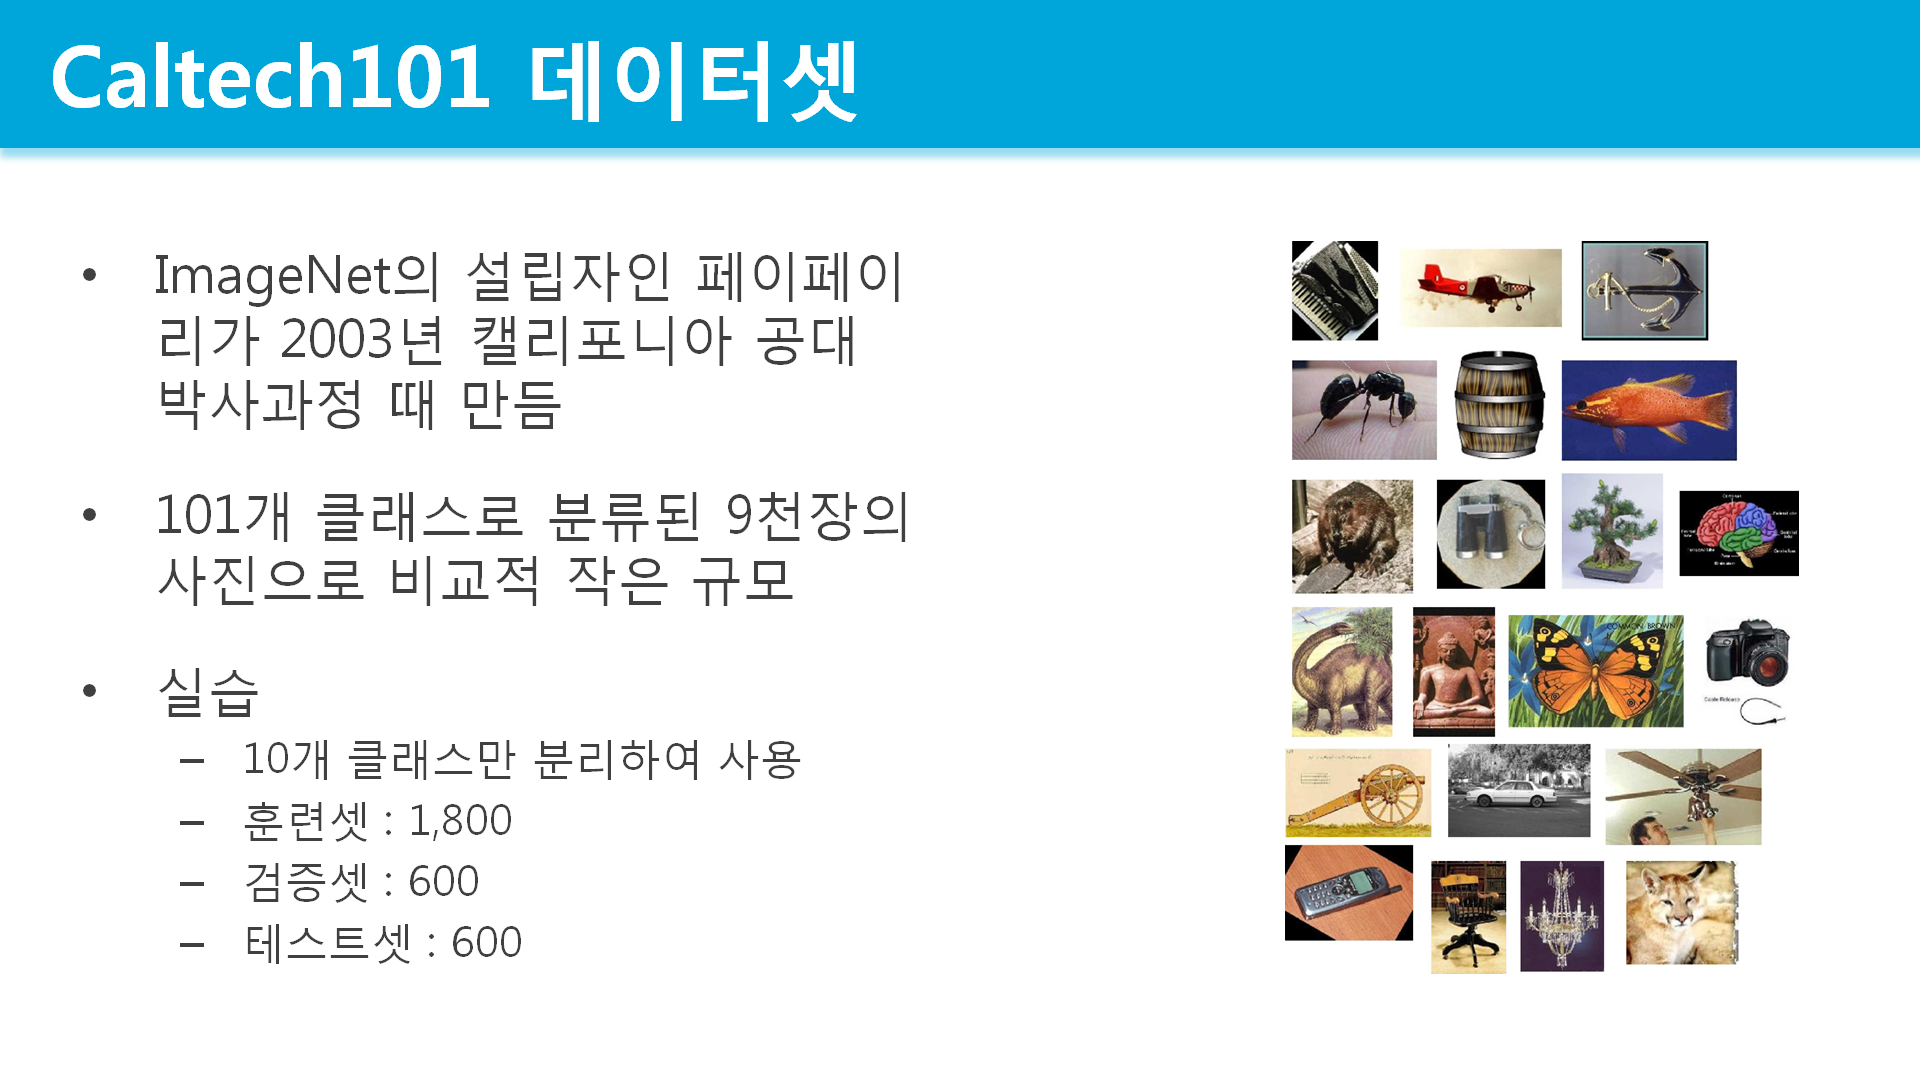 Caltech101 데이터셋
• ImageNet의 설립자인 페이페이
리가 2003년 캘리포니아 공대
박사과정 때 만듬
• 101개 클래스로 분류된 9천장의
사진으로 비교적 작은 규모
• 실습
– 10개 클래스만 분리하여 사용
– 훈련셋 : 1,800
– 검증셋 : 600
– 테스트셋 : 600
COMMON BROWN